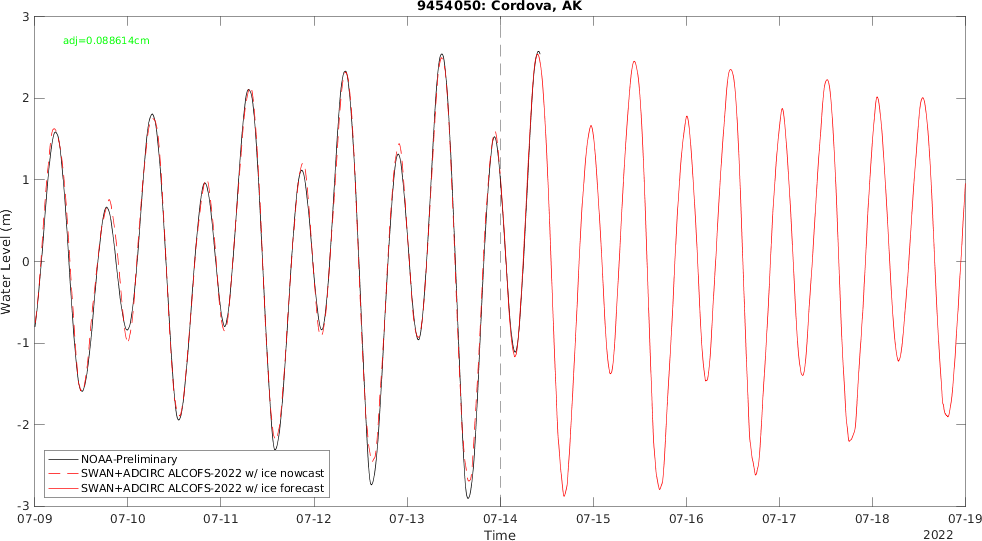 9454050: Cordova, AK
adj=0.088614cm
Water Level (m)
3
2
1
0
-1
-2
-3
NOAA-Preliminary
SWAN+ADCIRC ALCOFS-2022 w/ ice nowcast
SWAN+ADCIRC ALCOFS-2022 w/ ice forecast
07-09 07-10 07-11 07-12 07-13 07-14 07-15 07-16 07-17 07-18 07-19
Time
2022